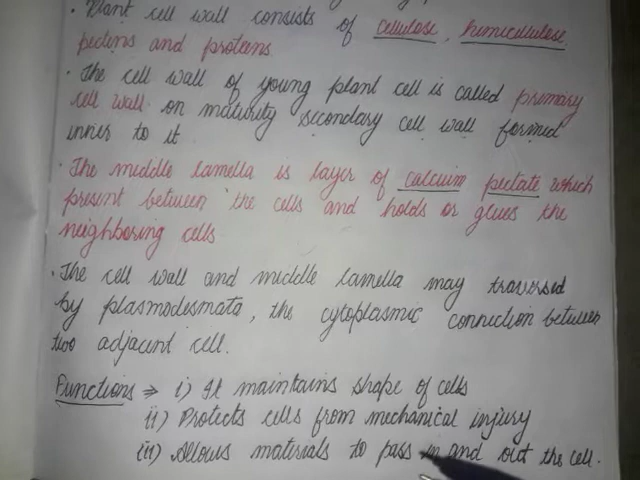 • Plant cell wall consists of cellulose, hemicellulose
pectins and proteens
• The cell wall of young plant cell is called primary
cell wall on maturity secondary cell wall formed
inner to it
• The middle lamella is layer of calcium pectate which
present between the cells and holds or glues the
neighboring cells
• The cell wall and middle lamella may traversed
by plasmodesmata, the cytoplasmic connection between
two adjacent cell.
Functions ⇒ i) It maintains shape of cells
ii) Protects cells from mechanical injury
iii) Allows materials to pass in and out the cell.